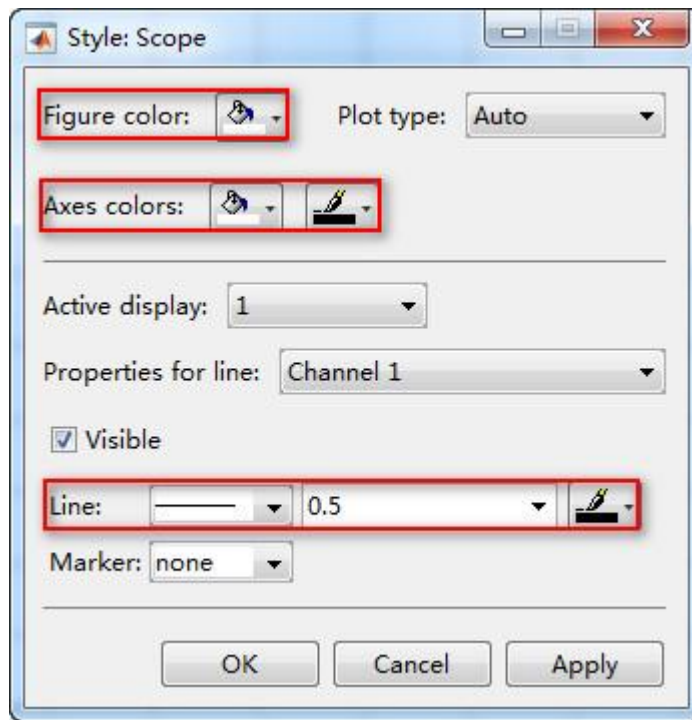 Style: Scope
Figure color:
Plot type: Auto
Axes colors:
Active display: 1
Properties for line: Channel 1
Visible
Line: 0.5
Marker: none
OK Cancel Apply